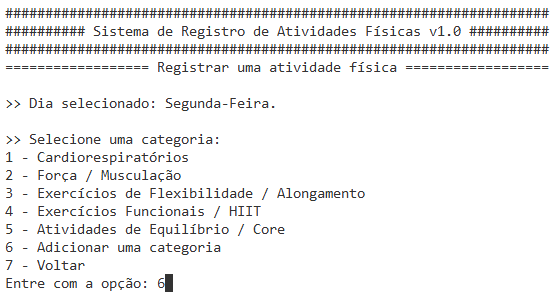 ####################################################################
########## Sistema de Registro de Atividades Físicas v1.0 ##########
####################################################################
================== Registrar uma atividade física ==================
>> Dia selecionado: Segunda-Feira.
>> Selecione uma categoria:
1 - Cardiorespiratórios
2 - Força / Musculação
3 - Exercícios de Flexibilidade / Alongamento
4 - Exercícios Funcionais / HIIT
5 - Atividades de Equilíbrio / Core
6 - Adicionar uma categoria
7 - Voltar
Entre com a opção: 6